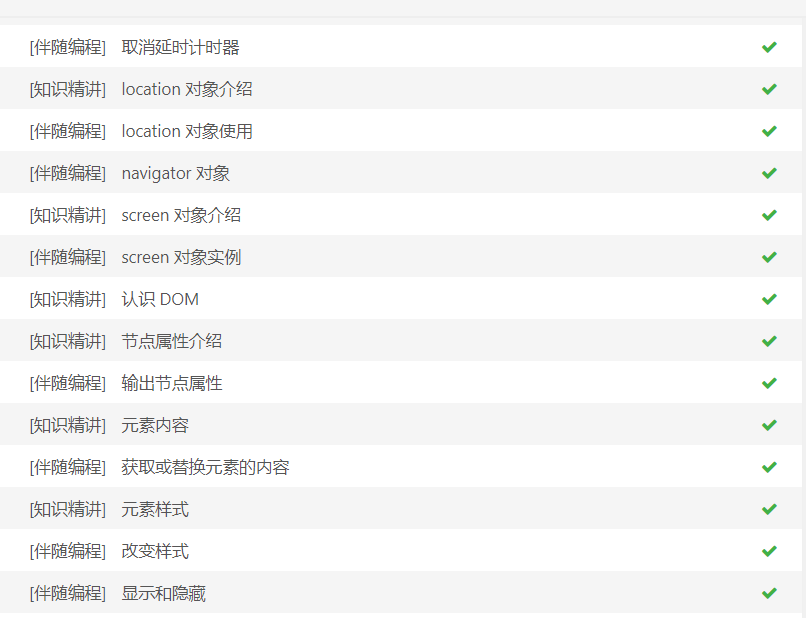 [伴随编程] 取消延时计时器
[知识精讲] location 对象介绍
[伴随编程] location 对象使用
[伴随编程] navigator 对象
[知识精讲] screen 对象介绍
[伴随编程] screen 对象实例
[知识精讲] 认识 DOM
[知识精讲] 节点属性介绍
[伴随编程] 输出节点属性
[知识精讲] 元素内容
[伴随编程] 获取或替换元素的内容
[知识精讲] 元素样式
[伴随编程] 改变样式
[伴随编程] 显示和隐藏